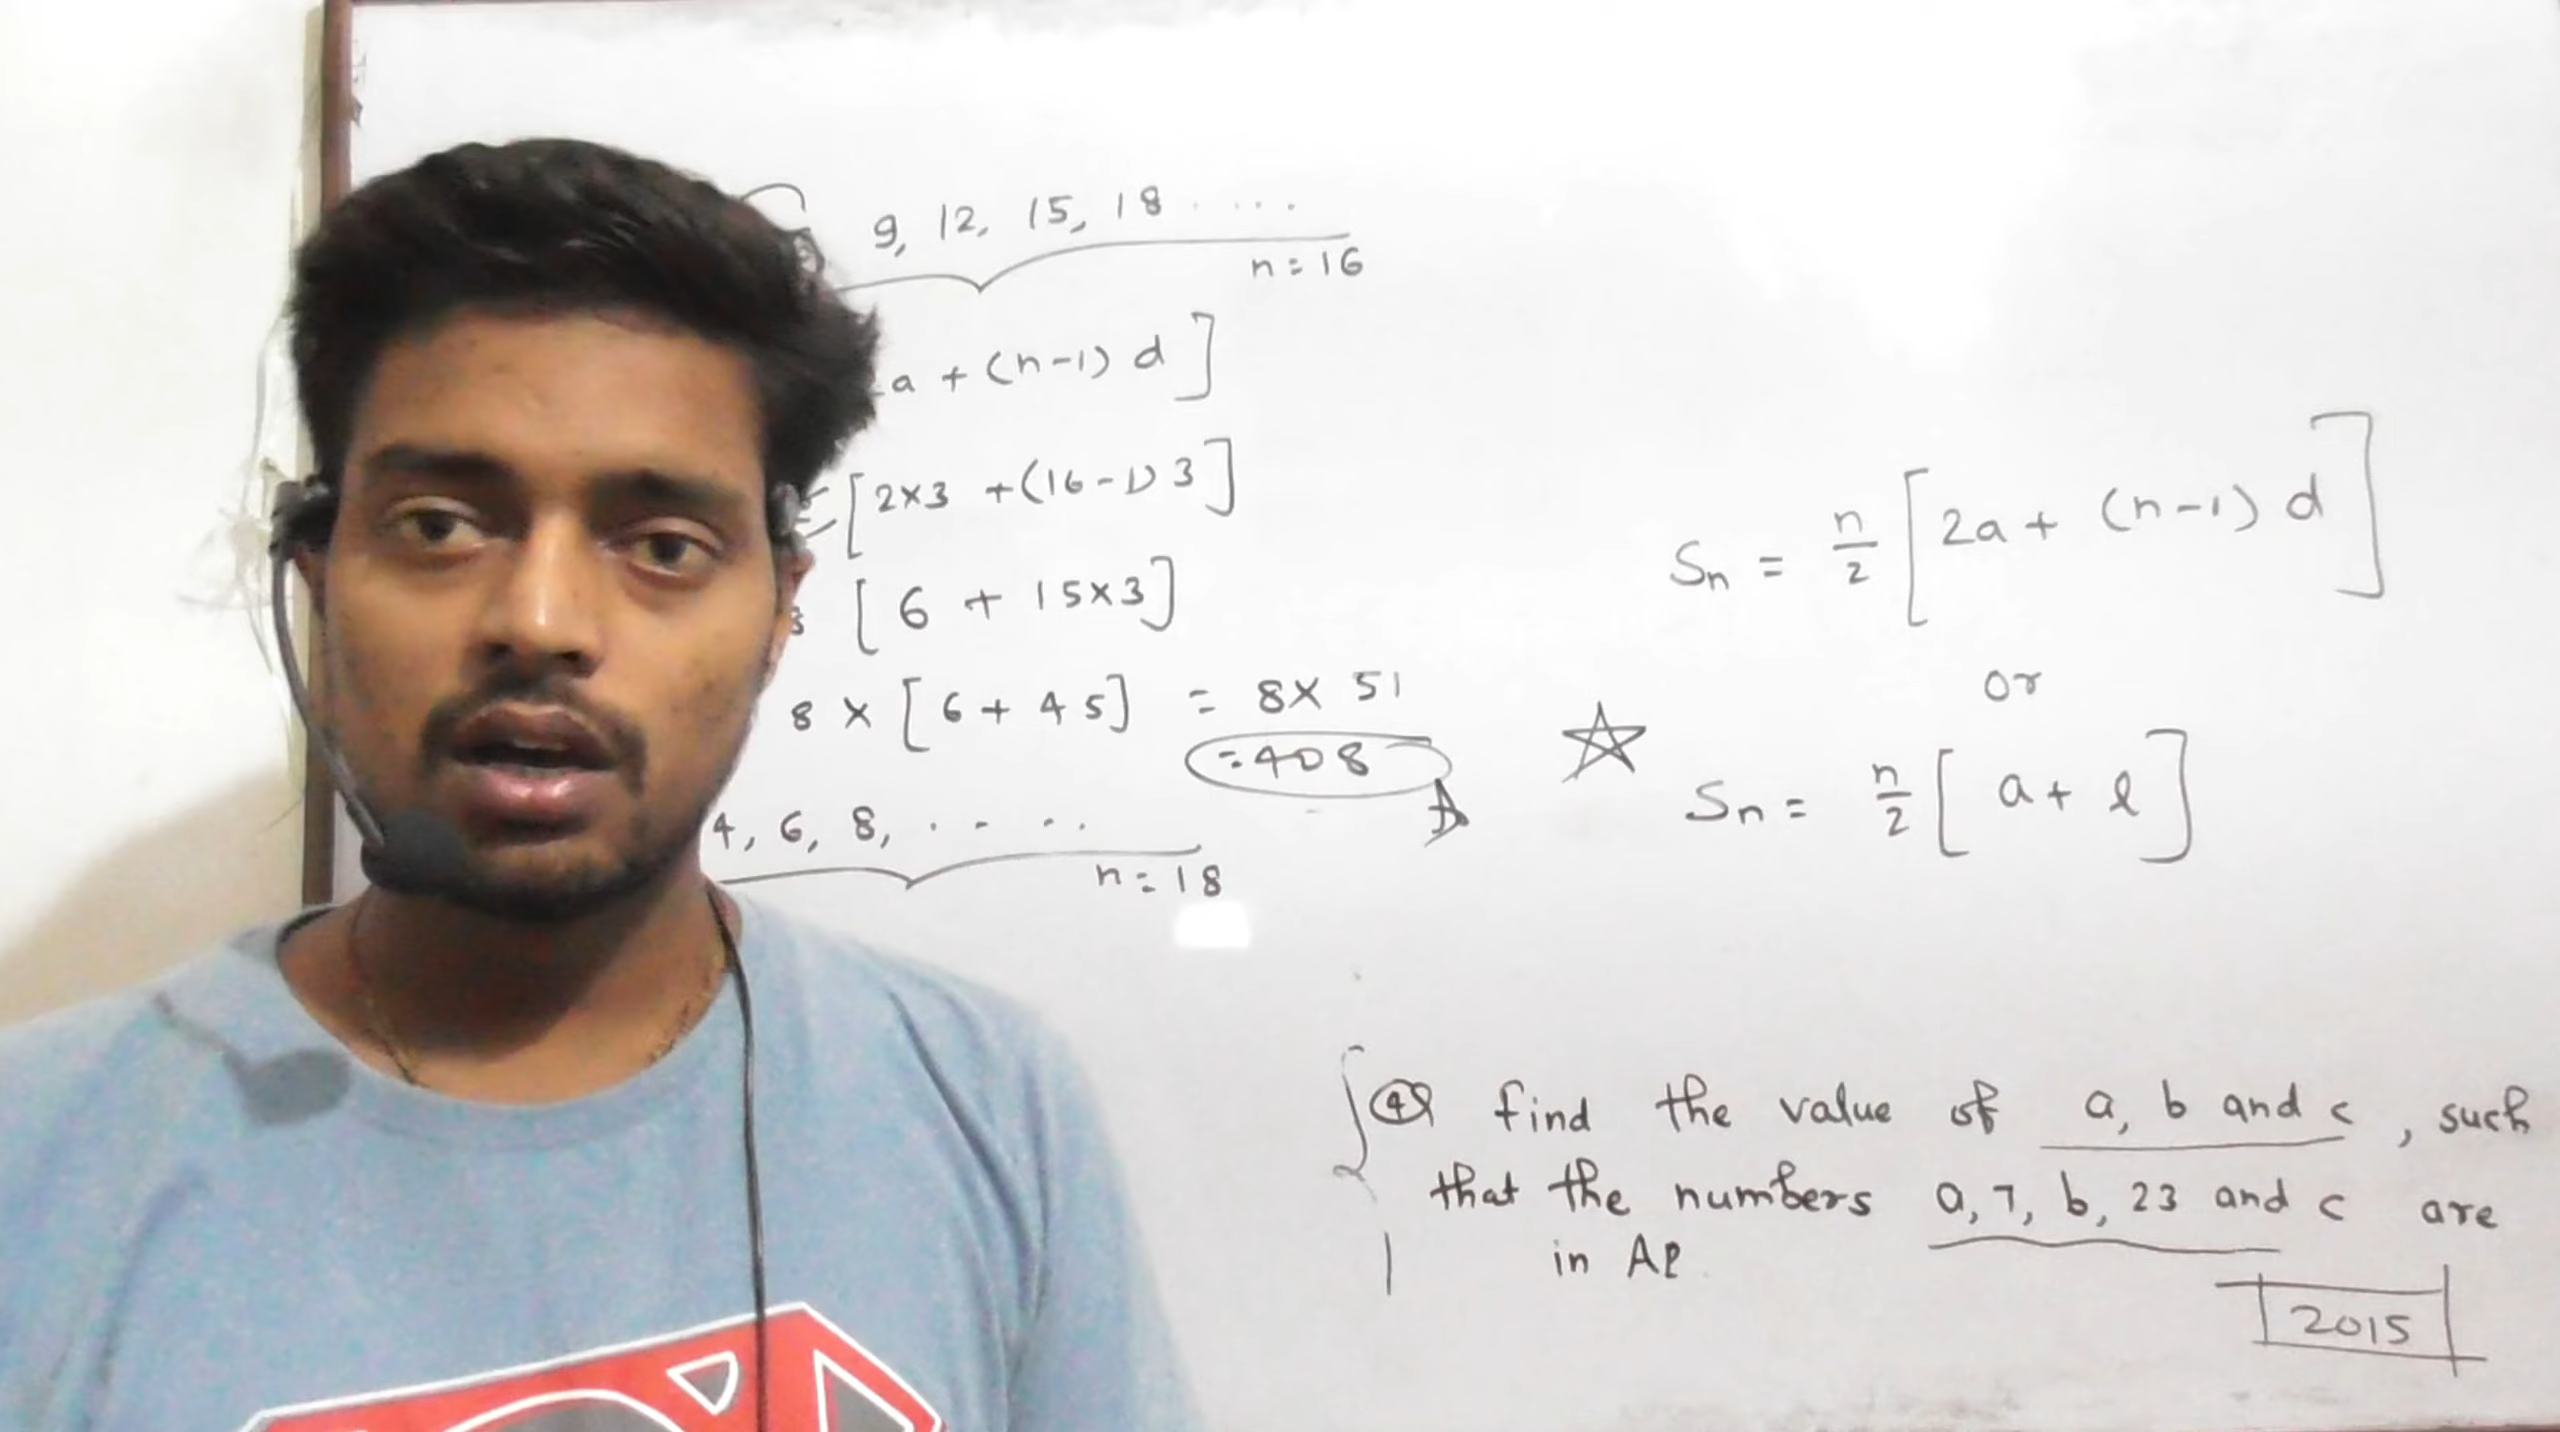 9, 12, 15, 18 ....
n = 16
a + (n-1) d ]
[ 2×3 + (16-1) 3 ]
[ 6 + 15×3 ]
8 × [ 6 + 45 ] = 8 × 51
= 408
4, 6, 8, . . . .
n = 18
Sn = n/2 [ 2a + (n-1) d ]
or
Sn = n/2 [ a + l ]
find the value of a, b and c, such
that the numbers a, 7, b, 23 and c are
in AP
2015